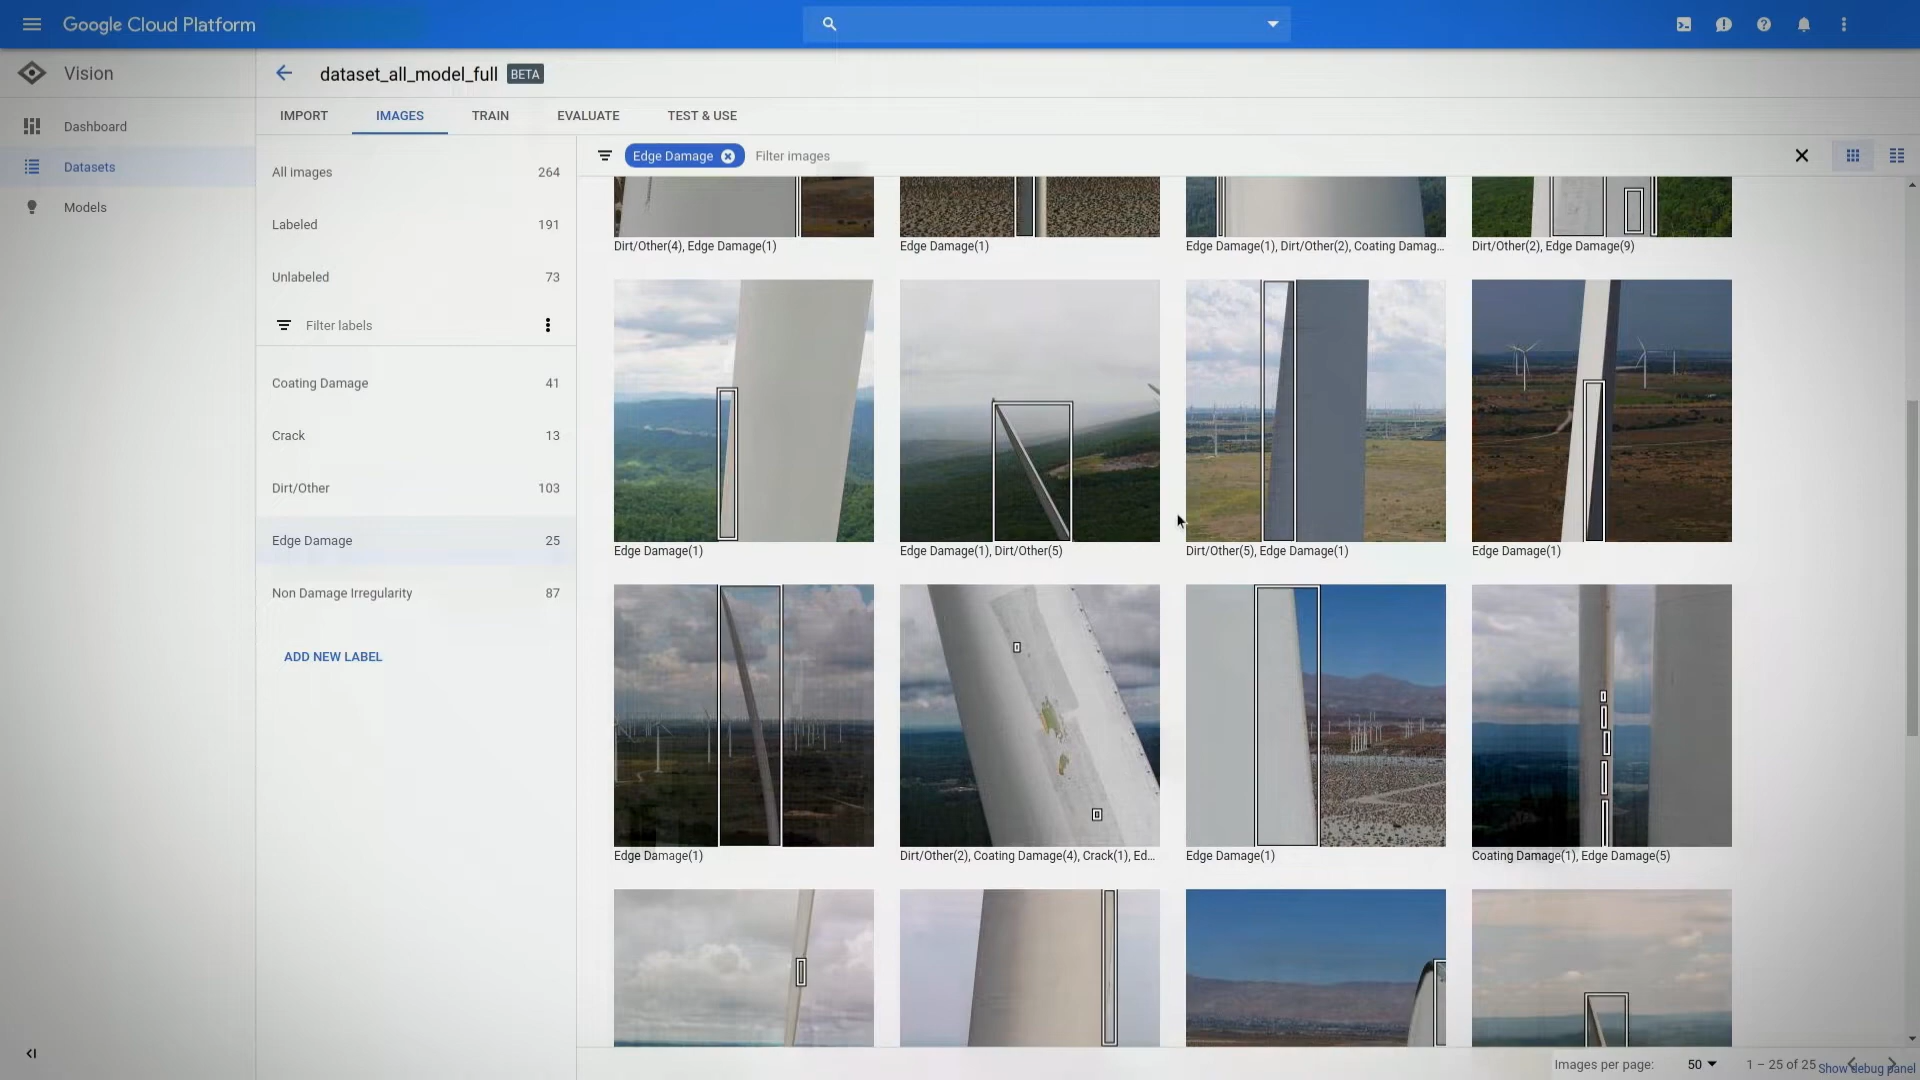 Google Cloud Platform
Vision
dataset_all_model_full BETA
IMPORT IMAGES TRAIN EVALUATE TEST & USE
Dashboard
Datasets
Models
All images 264
Labeled 191
Unlabeled 73
Filter labels
Coating Damage 41
Crack 13
Dirt/Other 103
Edge Damage 25
Non Damage Irregularity 87
ADD NEW LABEL
Edge Damage Filter images
Dirt/Other(4), Edge Damage(1)
Edge Damage(1)
Edge Damage(1), Dirt/Other(2), Coating Damag...
Dirt/Other(2), Edge Damage(9)
Edge Damage(1)
Edge Damage(1), Dirt/Other(5)
Dirt/Other(5), Edge Damage(1)
Edge Damage(1)
Edge Damage(1)
Dirt/Other(2), Coating Damage(4), Crack(1), Ed...
Edge Damage(1)
Coating Damage(1), Edge Damage(5)
Images per page: 50 1 – 25 of 25
Show debug panel